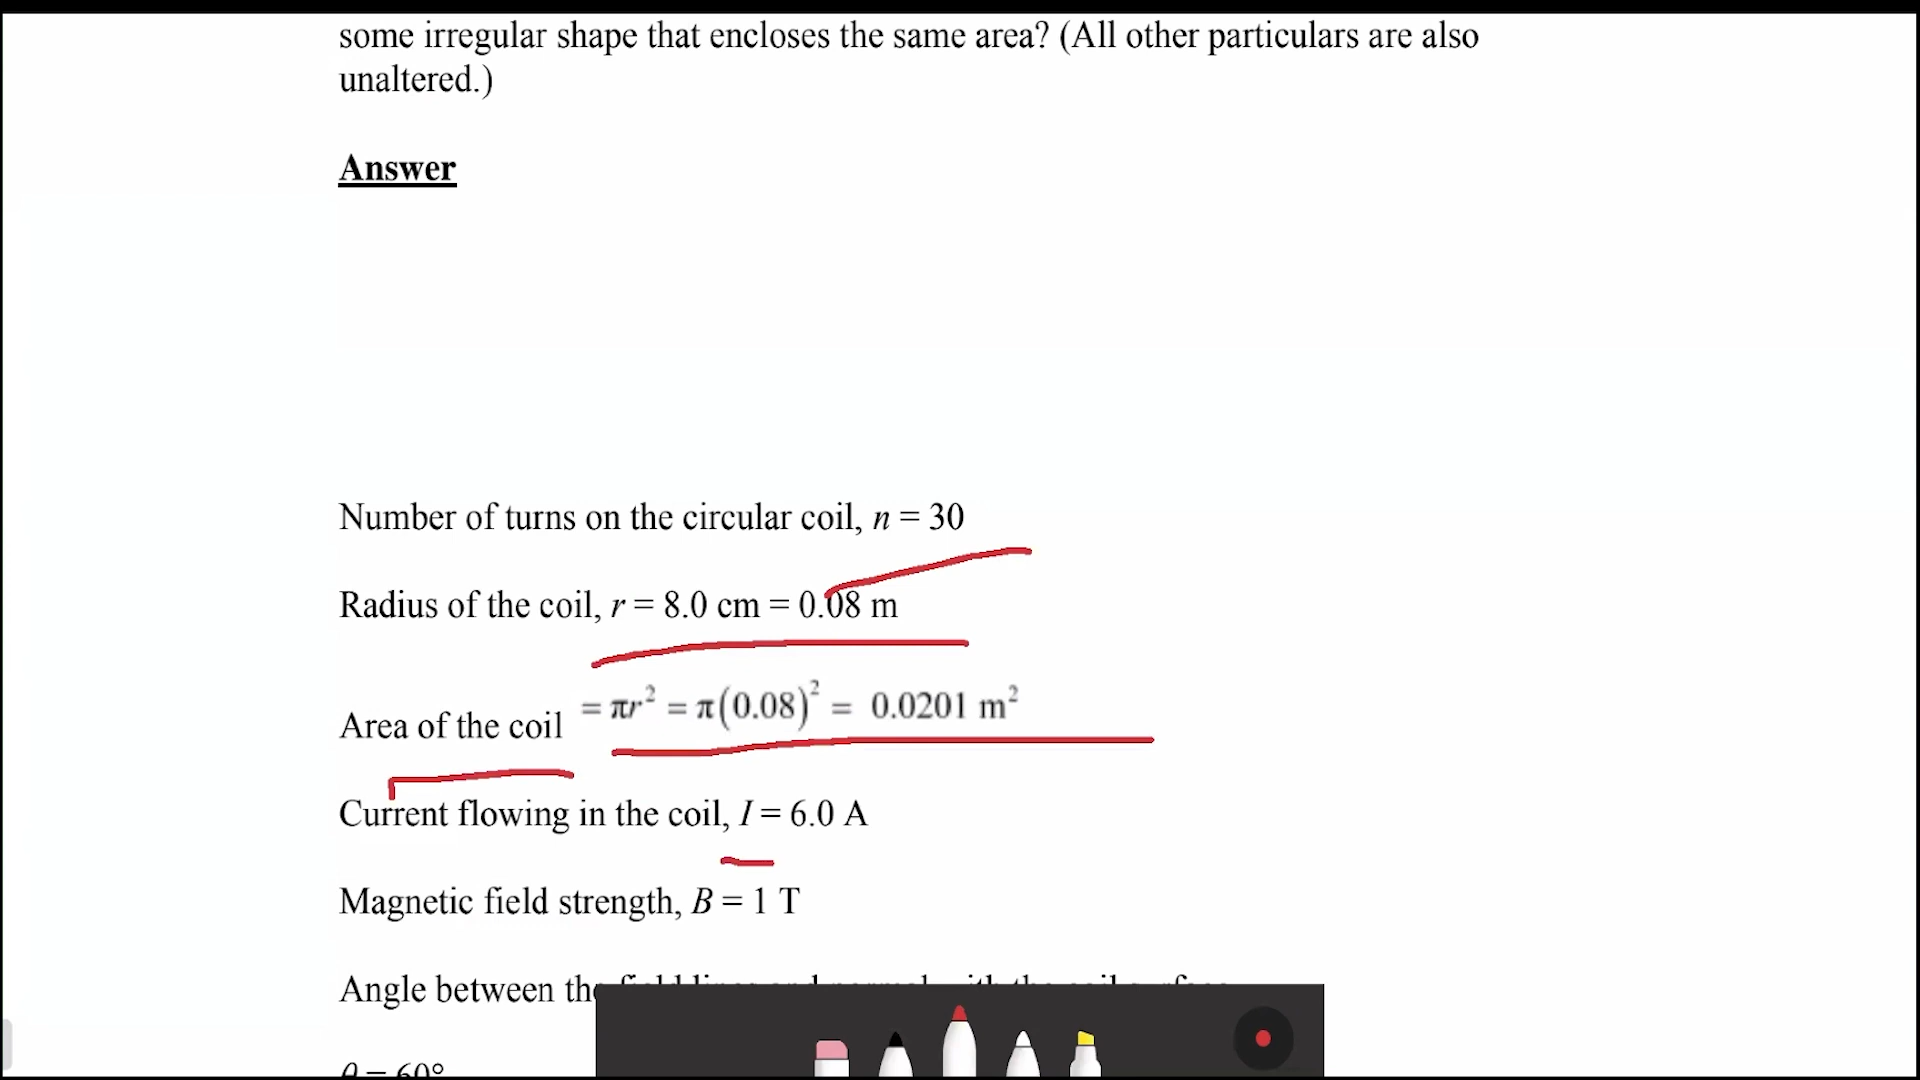 some irregular shape that encloses the same area? (All other particulars are also
unaltered.)
Answer
Number of turns on the circular coil, n = 30
Radius of the coil, r = 8.0 cm = 0.08 m
Area of the coil = πr² = π(0.08)² = 0.0201 m²
Current flowing in the coil, I = 6.0 A
Magnetic field strength, B = 1 T
Angle between the
θ = 60°